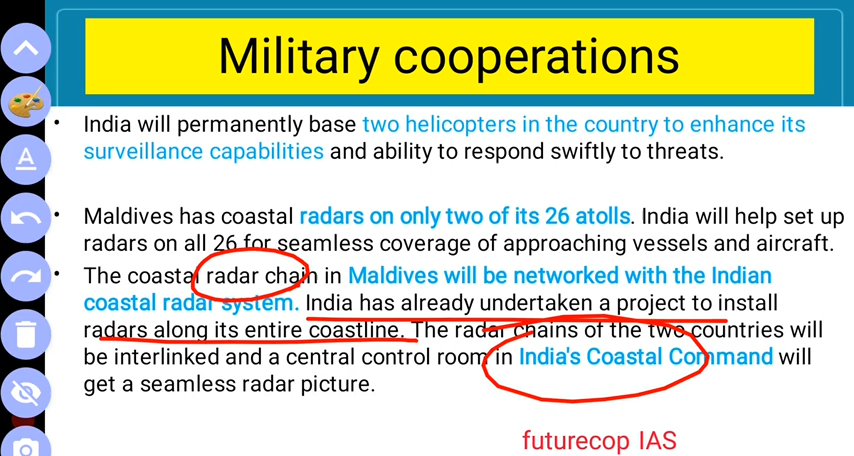 Military cooperations
• India will permanently base two helicopters in the country to enhance its
surveillance capabilities and ability to respond swiftly to threats.
• Maldives has coastal radars on only two of its 26 atolls. India will help set up
radars on all 26 for seamless coverage of approaching vessels and aircraft.
• The coastal radar chain in Maldives will be networked with the Indian
coastal radar system. India has already undertaken a project to install
radars along its entire coastline. The radar chains of the two countries will
be interlinked and a central control room in India's Coastal Command will
get a seamless radar picture.
futurecop IAS
A